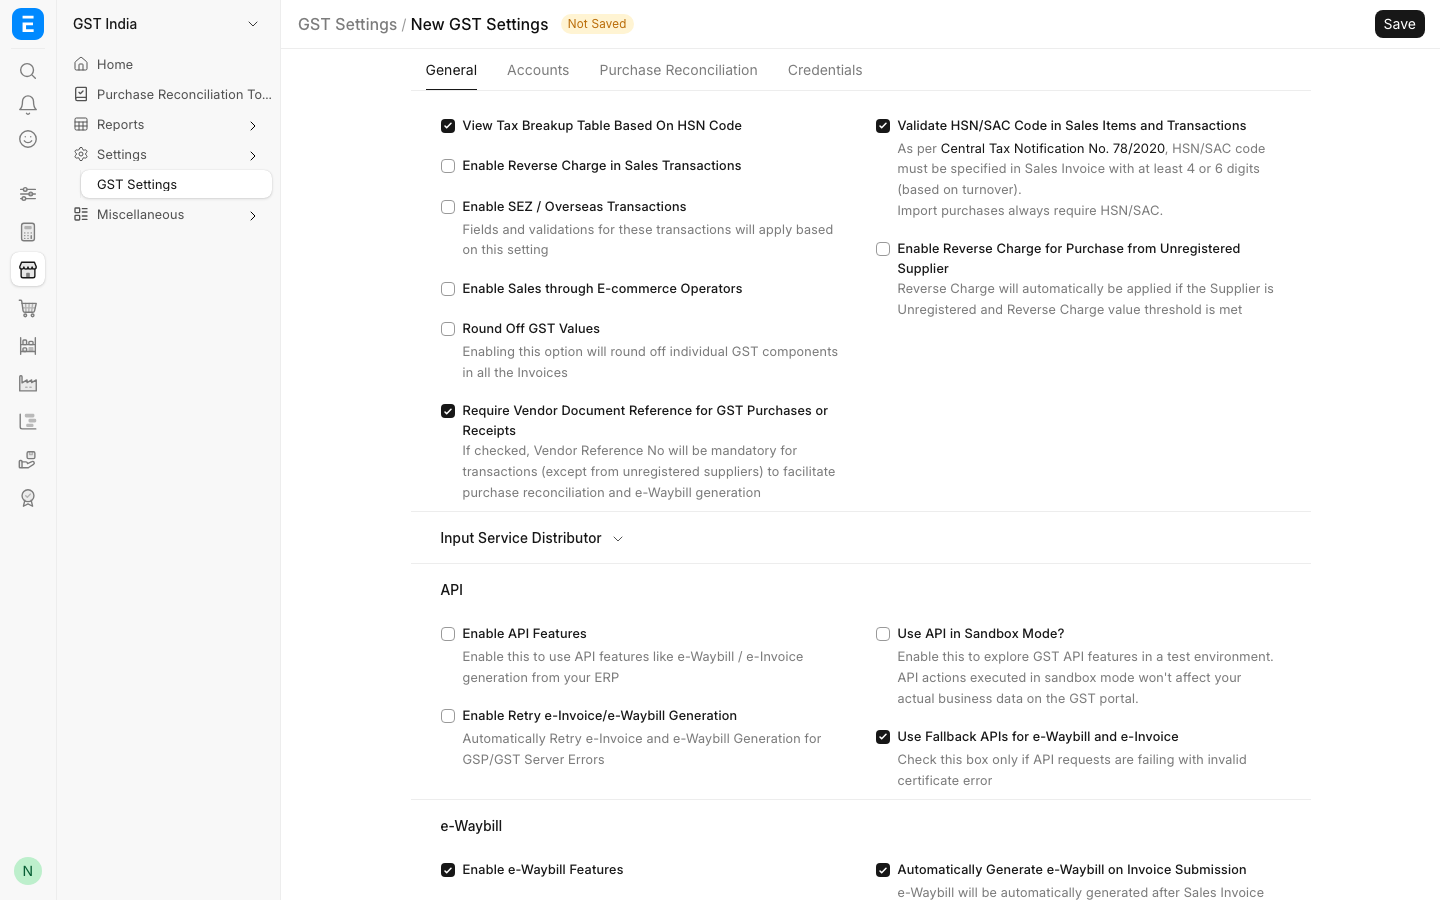 GST India
Home
Purchase Reconciliation To...
Reports
Settings
GST Settings
Miscellaneous
N
GST Settings / New GST Settings
Not Saved
Save
General
Accounts
Purchase Reconciliation
Credentials
View Tax Breakup Table Based On HSN Code
Enable Reverse Charge in Sales Transactions
Enable SEZ / Overseas Transactions
Fields and validations for these transactions will apply based
on this setting
Enable Sales through E-commerce Operators
Round Off GST Values
Enabling this option will round off individual GST components
in all the Invoices
Require Vendor Document Reference for GST Purchases or
Receipts
If checked, Vendor Reference No will be mandatory for
transactions (except from unregistered suppliers) to facilitate
purchase reconciliation and e-Waybill generation
Validate HSN/SAC Code in Sales Items and Transactions
As per Central Tax Notification No. 78/2020, HSN/SAC code
must be specified in Sales Invoice with at least 4 or 6 digits
(based on turnover).
Import purchases always require HSN/SAC.
Enable Reverse Charge for Purchase from Unregistered
Supplier
Reverse Charge will automatically be applied if the Supplier is
Unregistered and Reverse Charge value threshold is met
Input Service Distributor
API
Enable API Features
Enable this to use API features like e-Waybill / e-Invoice
generation from your ERP
Enable Retry e-Invoice/e-Waybill Generation
Automatically Retry e-Invoice and e-Waybill Generation for
GSP/GST Server Errors
Use API in Sandbox Mode?
Enable this to explore GST API features in a test environment.
API actions executed in sandbox mode won't affect your
actual business data on the GST portal.
Use Fallback APIs for e-Waybill and e-Invoice
Check this box only if API requests are failing with invalid
certificate error
e-Waybill
Enable e-Waybill Features
Automatically Generate e-Waybill on Invoice Submission
e-Waybill will be automatically generated after Sales Invoice